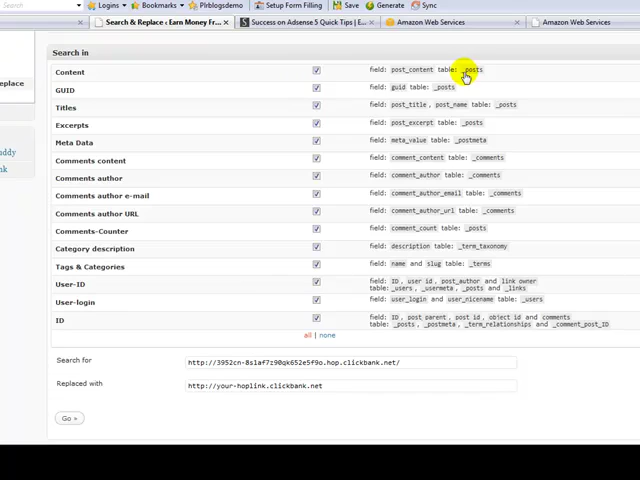 Search Logins Bookmarks Plrblogsdemo Setup Form Filling Save Generate Sync
Search & Replace ‹ Earn Money Fr... Success on Adsense 5 Quick Tips | E... Amazon Web Services Amazon Web Services
eplace
uddy
nk
Search in
Content field: post_content table: _posts
GUID field: guid table: _posts
Titles field: post_title , post_name table: _posts
Excerpts field: post_excerpt table: _posts
Meta Data field: meta_value table: _postmeta
Comments content field: comment_content table: _comments
Comments author field: comment_author table: _comments
Comments author e-mail field: comment_author_email table: _comments
Comments author URL field: comment_author_url table: _comments
Comments-Counter field: comment_count table: _posts
Category description field: description table: _term_taxonomy
Tags & Categories field: name and slug table: _terms
User-ID field: ID, user_id, post_author and link_owner
table: _users , _usermeta , _posts and _links
User-login field: user_login and user_nicename table: _users
ID field: ID, post_parent, post_id, object_id and comments
table: _posts , _postmeta , _term_relationships and _comment_post_ID
all | none
Search for http://3952cn-8s1af7z90qk652e5f9o.hop.clickbank.net/
Replaced with http://your-hoplink.clickbank.net
Go »